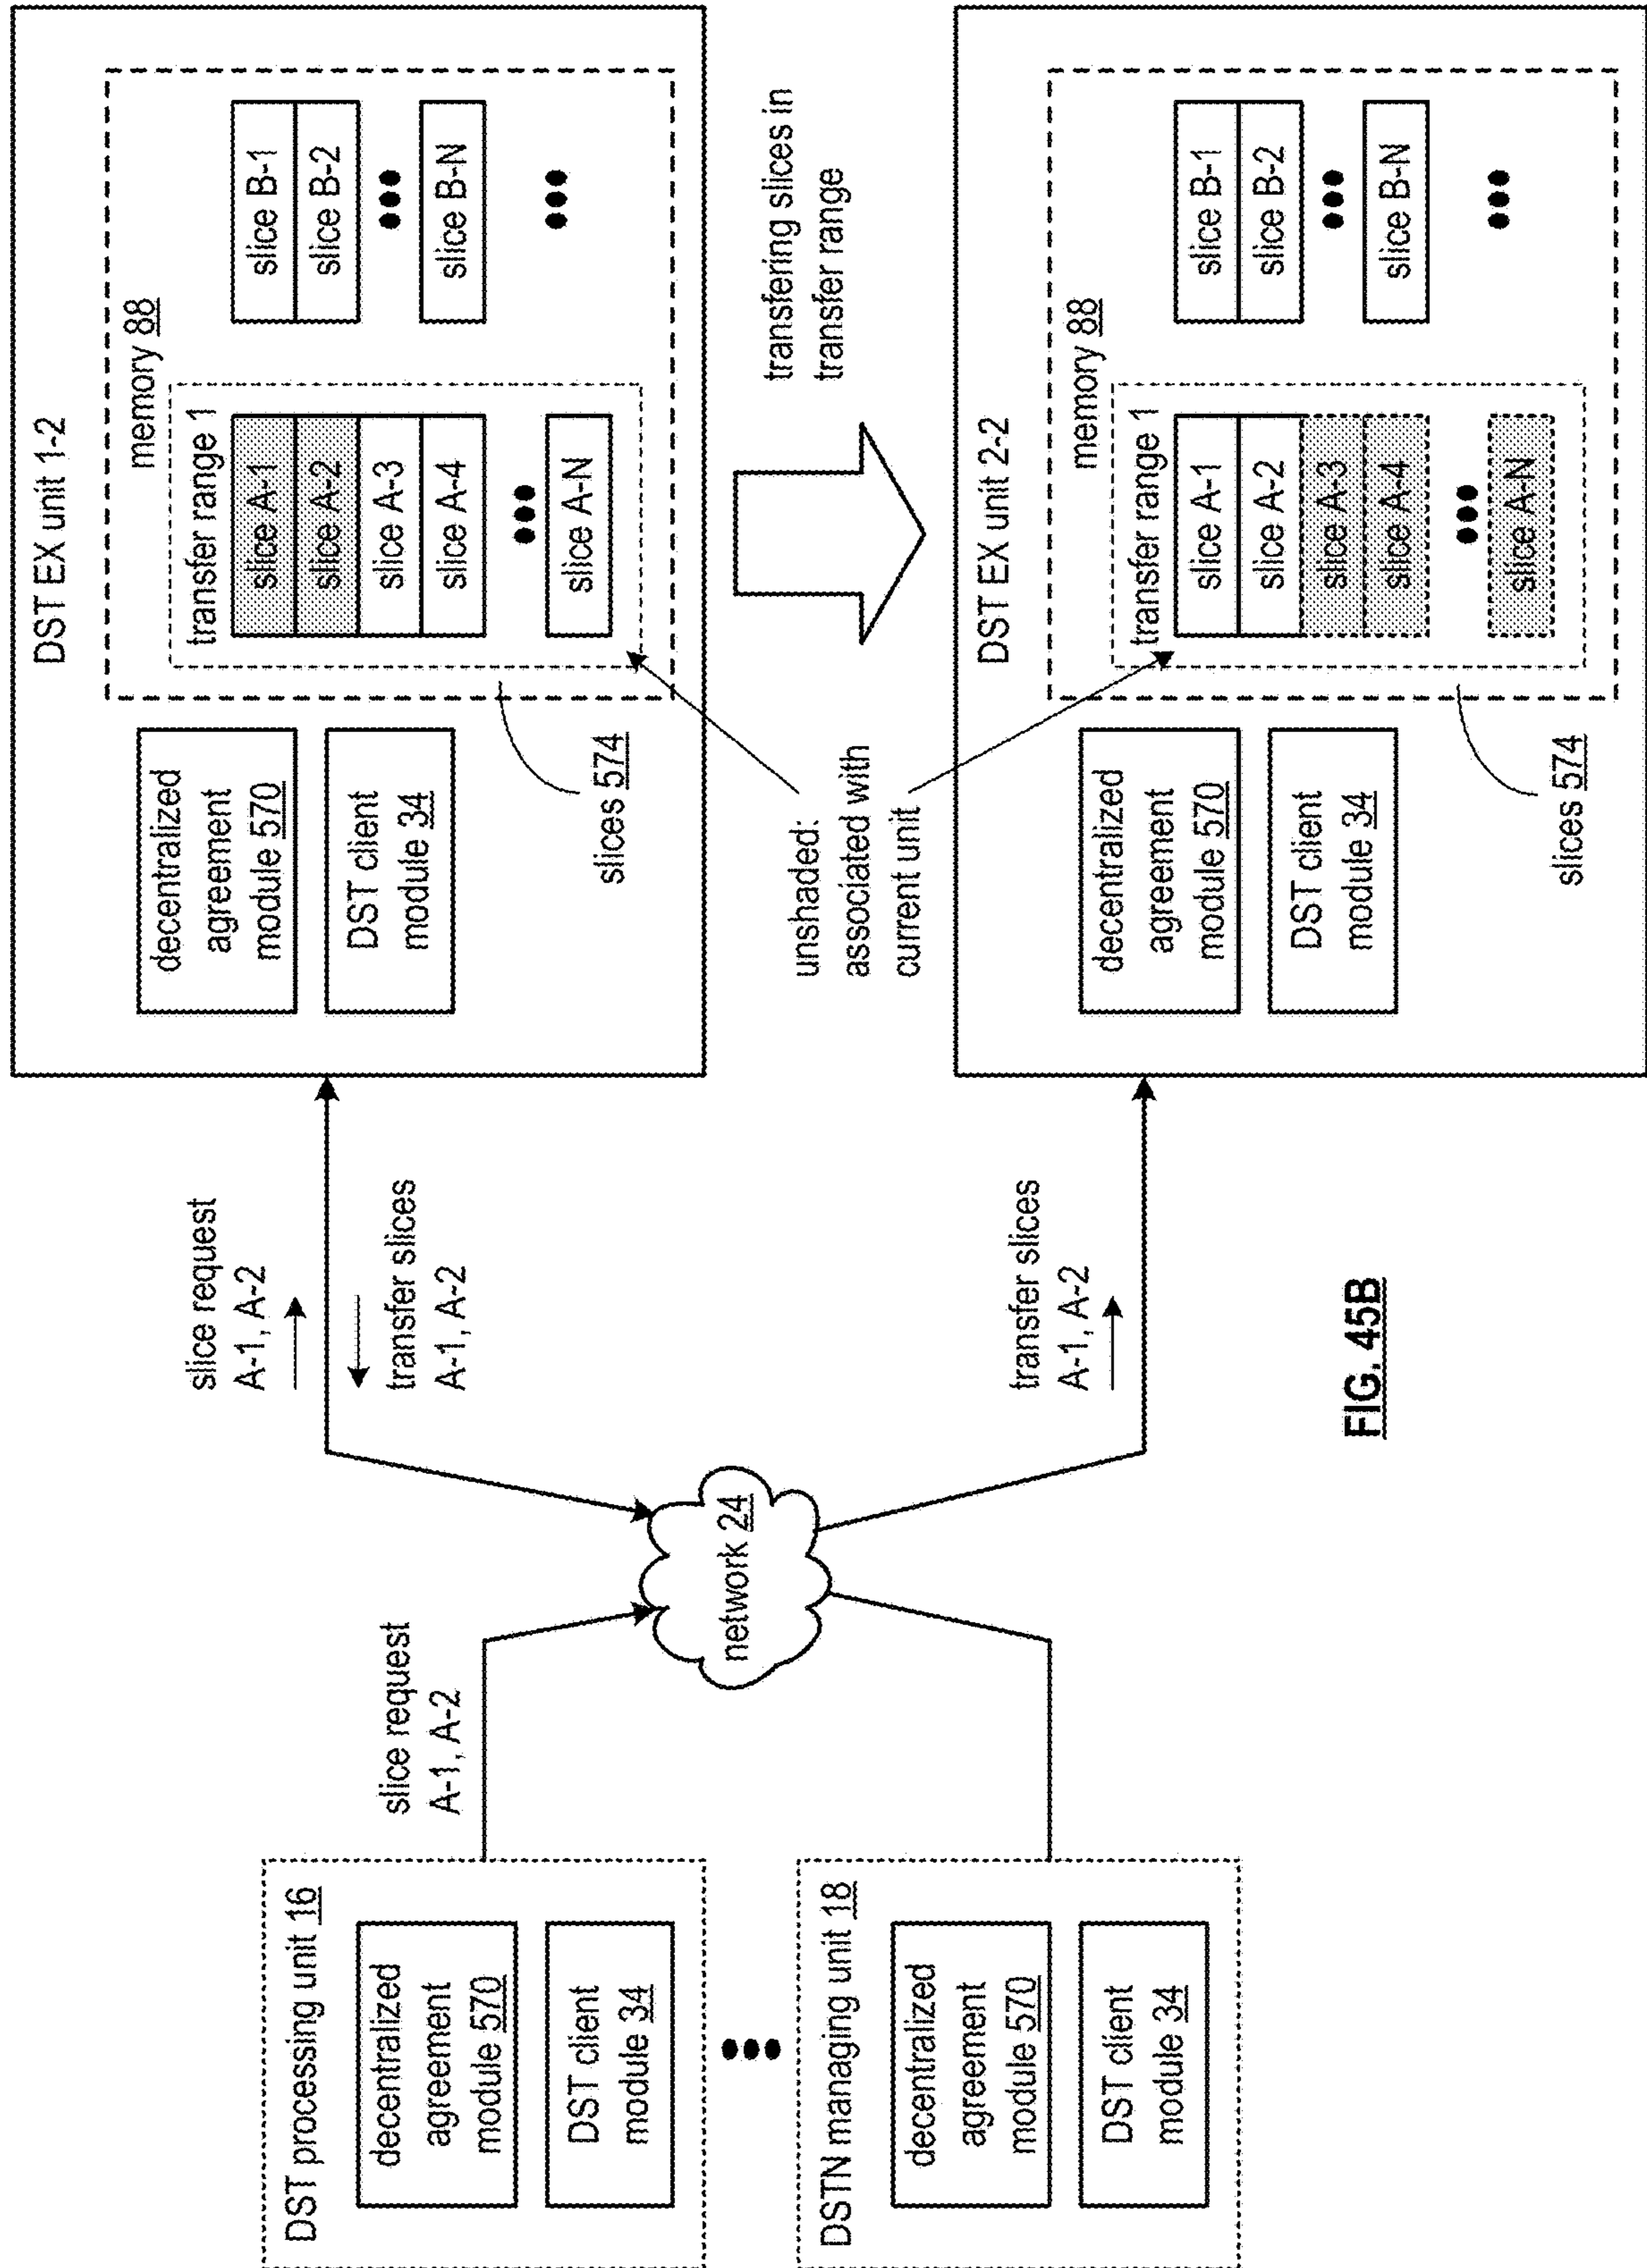 DST processing unit 16
decentralized
agreement
module 570
DST client
module 34
DSTN managing unit 18
decentralized
agreement
module 570
DST client
module 34
slice request
A-1, A-2
network 24
slice request
A-1, A-2
transfer slices
A-1, A-2
transfer slices
A-1, A-2
DST EX unit 1-2
decentralized
agreement
module 570
DST client
module 34
memory 88
transfer range 1
slice A-1
slice A-2
slice A-3
slice A-4
slice A-N
slice B-1
slice B-2
slice B-N
slices 574
unshaded:
associated with
current unit
transfering slices in
transfer range
DST EX unit 2-2
decentralized
agreement
module 570
DST client
module 34
memory 88
transfer range 1
slice A-1
slice A-2
slice A-3
slice A-4
slice A-N
slice B-1
slice B-2
slice B-N
slices 574
FIG. 45B